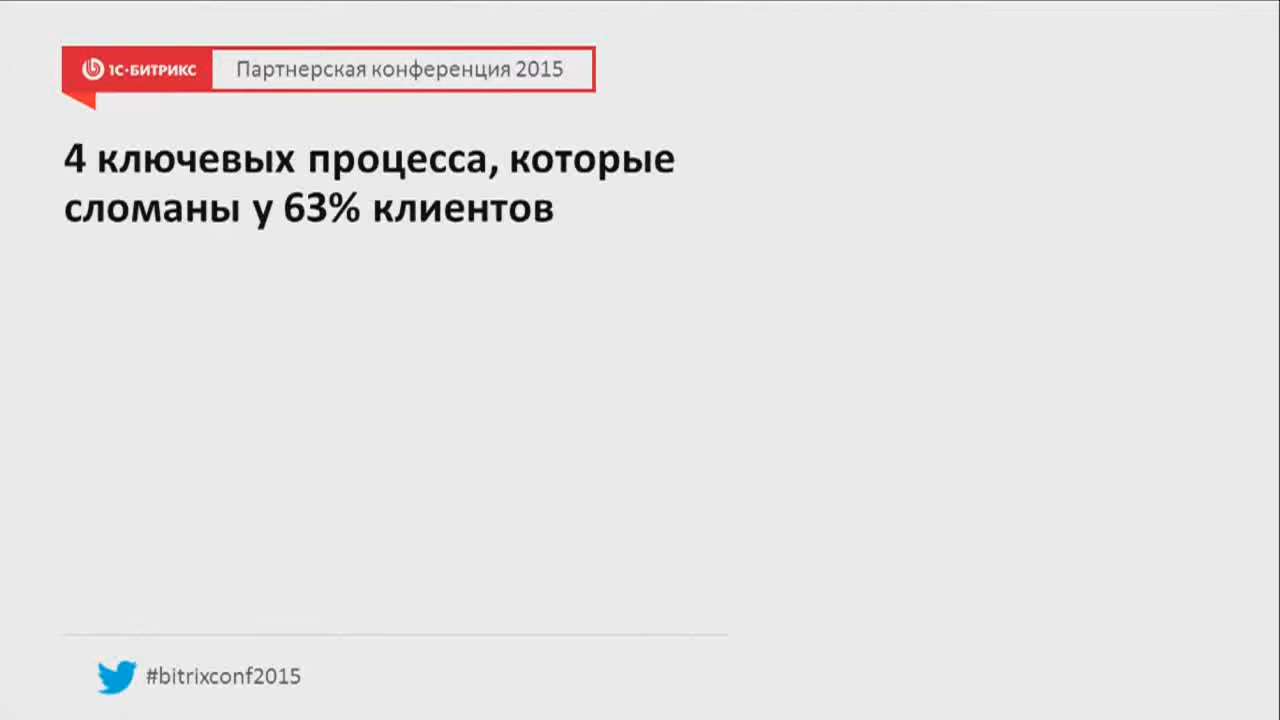 1С-БИТРИКС Партнерская конференция 2015
4 ключевых процесса, которые
сломаны у 63% клиентов
#bitrixconf2015